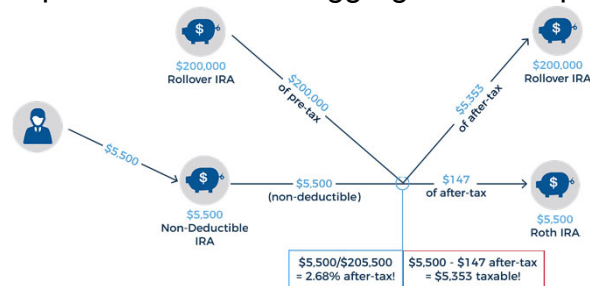 $
$200,000
Rollover IRA
$
$200,000
Rollover IRA
$200,000
of pre-tax
$5,353
of after-tax
$5,500
$
$5,500
Non-Deductible
IRA
$5,500
(non-deductible)
$147
of after-tax
$
$5,500
Roth IRA
$5,500/$205,500
= 2.68% after-tax!
$5,500 - $147 after-tax
= $5,353 taxable!